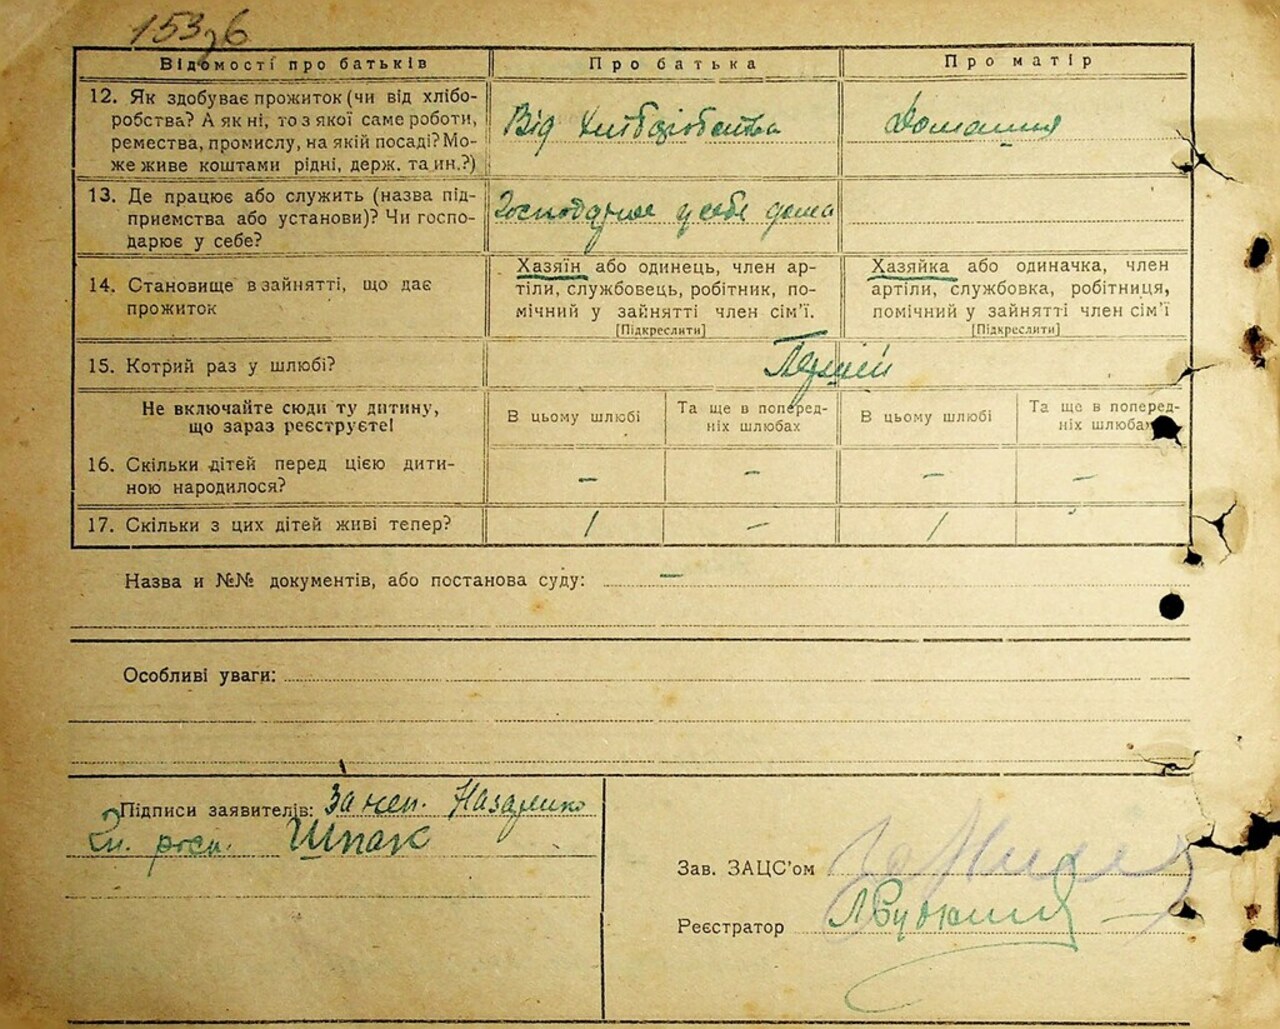 153
Відомості про батьків
Про батька
Про матір
12. Як здобуває прожиток (чи від хлібо-
робства? А як ні, то з якої саме роботи,
ремества, промислу, на якій посаді? Мо-
же живе коштами рідні, держ. та ин.?)
Від хліборобства
Домашня
13. Де працює або служить (назва під-
приємства або установи)? Чи госпо-
дарює у себе?
Господарює у себе дома
14. Становище в зайнятті, що дає
прожиток
Хазяїн або одинець, член ар-
тілі, службовець, робітник, по-
мічний у зайнятті член сім'ї.
[Підкреслити]
Хазяйка або одиначка, член
артілі, службовка, робітниця,
помічний у зайнятті член сім'ї
[Підкреслити]
15. Котрий раз у шлюбі?
Перший
Не включайте сюди ту дитину,
що зараз реєструєте!
В цьому шлюбі
Та ще в поперед-
ніх шлюбах
В цьому шлюбі
Та ще в поперед-
ніх шлюбах
16. Скільки дітей перед цією дити-
ною народилося?
– – – –
17. Скільки з цих дітей живі тепер?
/ – /
Назва и №№ документів, або постанова суду: –
Особливі уваги:
Підписи заявителів: За неп. Назаренко
розп. Шпак
Зав. ЗАЦС'ом
Реєстратор